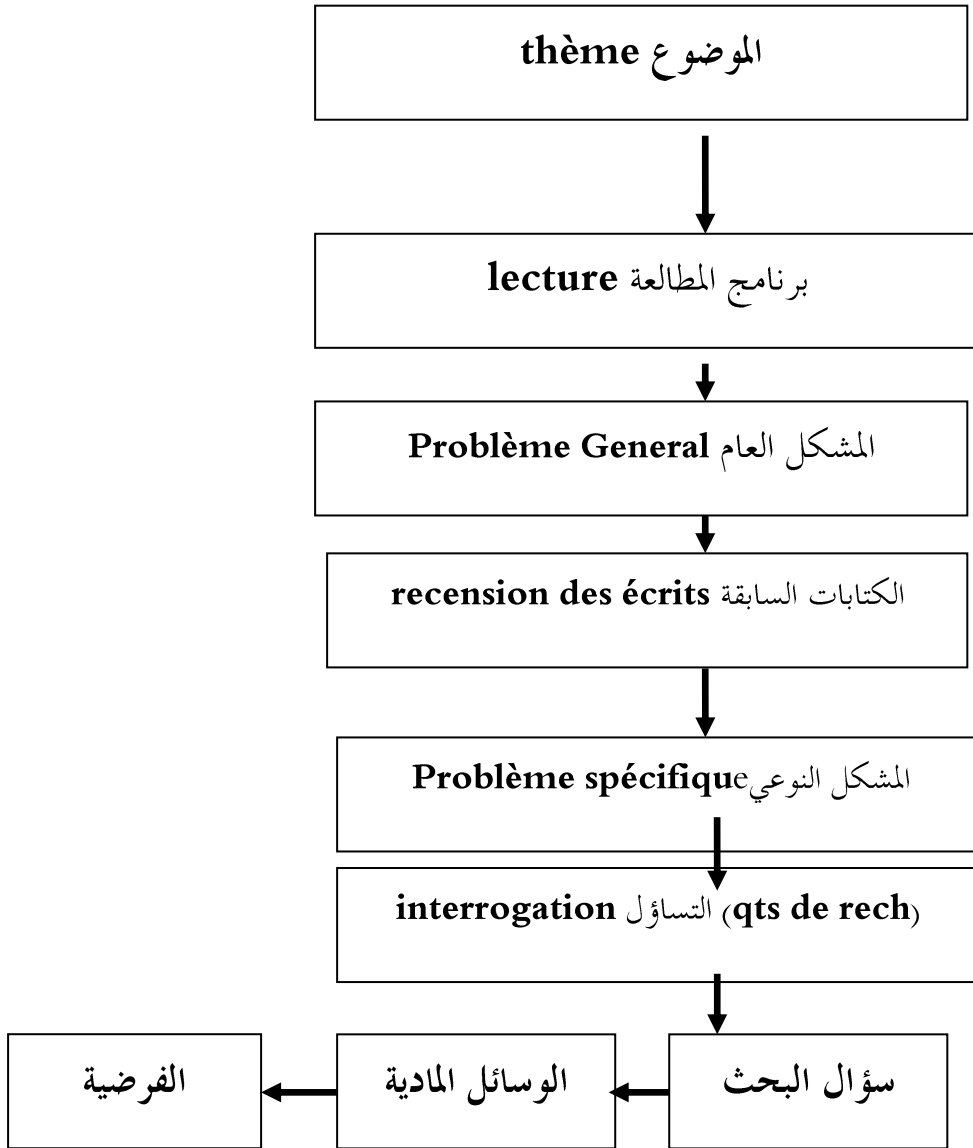 الموضوع thème
برنامج المطالعة lecture
المشكل العام Problème General
الكتابات السابقة recension des écrits
المشكل النوعيProblème spécifique
(qts de rech) التساؤل interrogation
سؤال البحث
الوسائل المادية
الفرضية